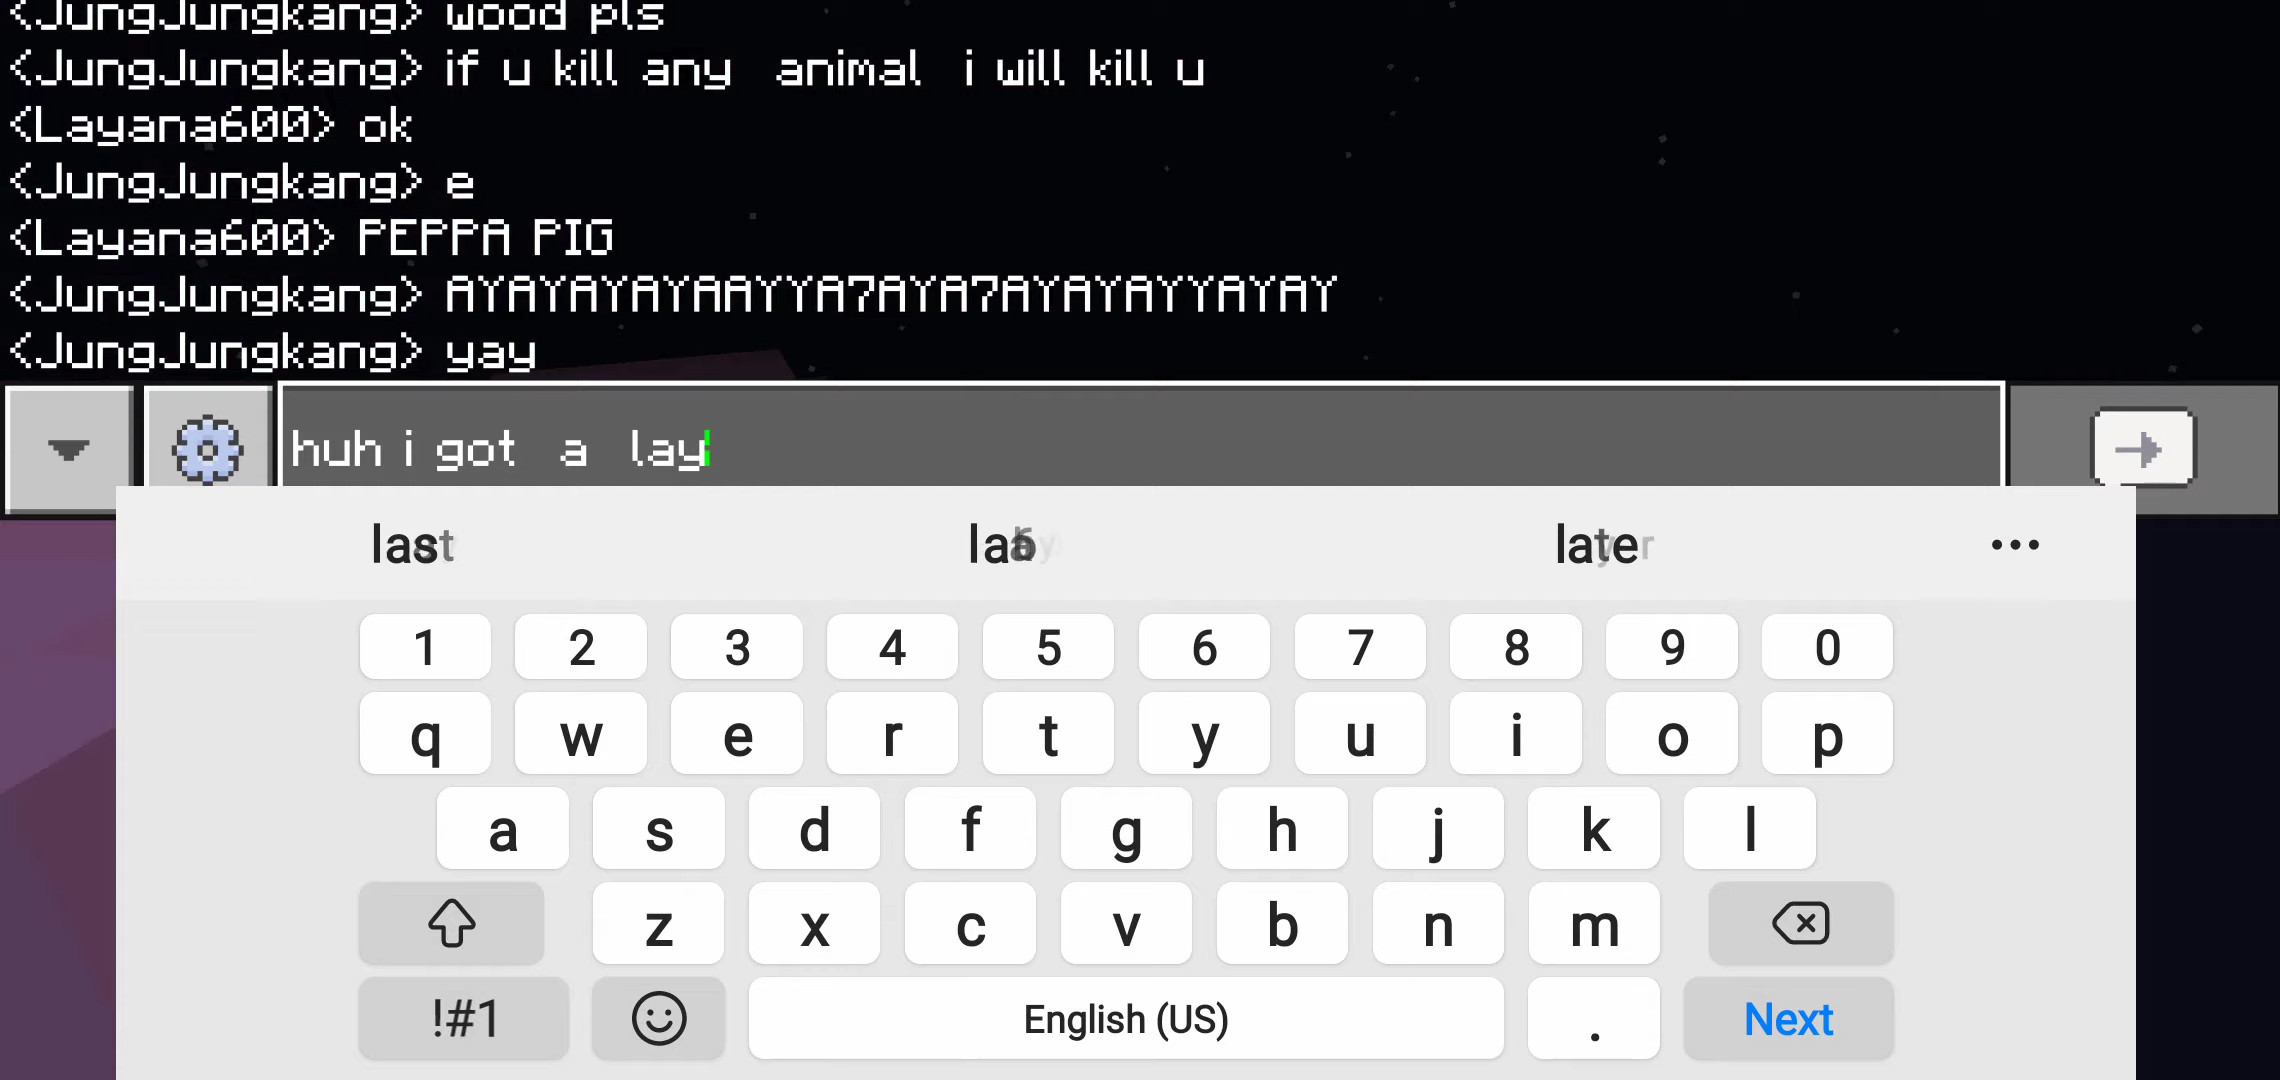 <JungJungkang> wood pls
<JungJungkang> if u kill any animal i will kill u
<Layana600> ok
<JungJungkang> e
<Layana600> PEPPA PIG
<JungJungkang> AYAYAYAYAAYYA7AYA7AYAYAYYAYAY
<JungJungkang> yay
huh i got a lay
last later
1 2 3 4 5 6 7 8 9 0
q w e r t y u i o p
a s d f g h j k l
z x c v b n m
!#1 English (US) . Next